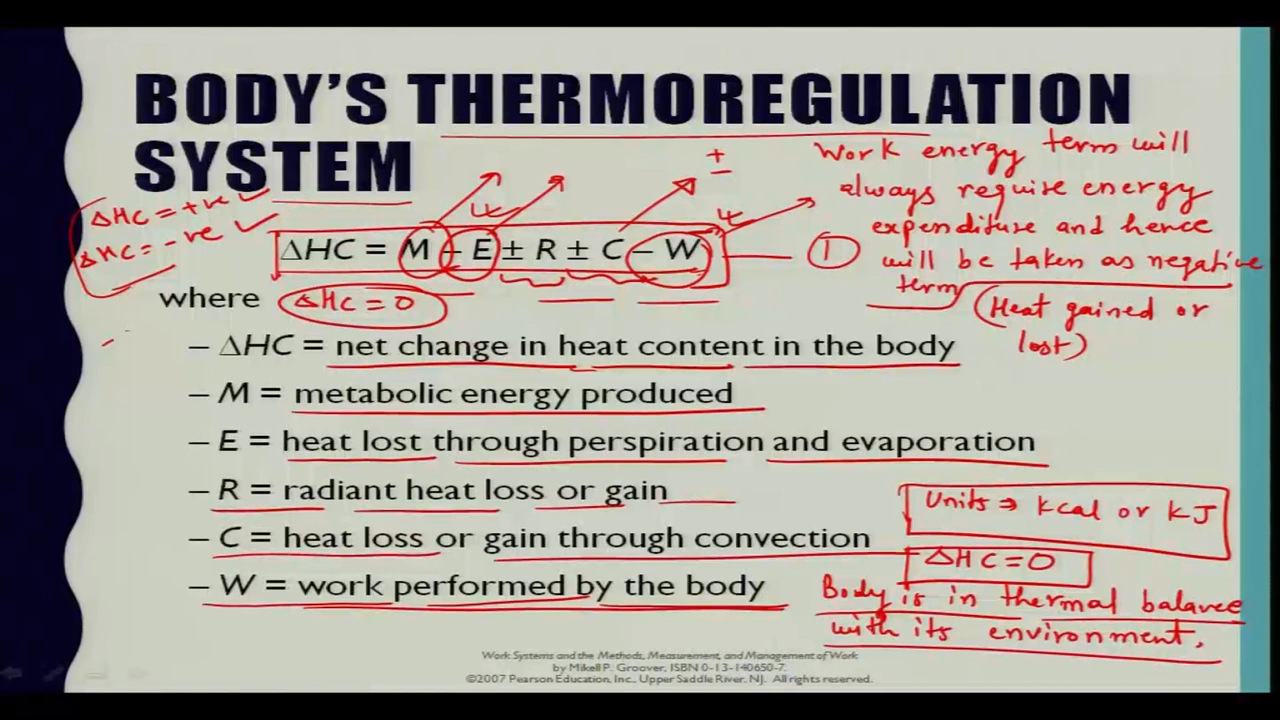 BODY'S THERMOREGULATION
SYSTEM
ΔHC = +ve
ΔHC = -ve
+
-
Work energy term will
always require energy
expenditure and hence
will be taken as negative
term
(Heat gained or
lost)
ΔHC = M – E ± R ± C – W
①
where
ΔHC = 0
– ΔHC = net change in heat content in the body
– M = metabolic energy produced
– E = heat lost through perspiration and evaporation
– R = radiant heat loss or gain
– C = heat loss or gain through convection
– W = work performed by the body
Units ⇒ kcal or kJ
ΔHC=0
Body is in thermal balance
with its environment.
Work Systems and the Methods, Measurement, and Management of Work
by Mikell P. Groover, ISBN 0-13-140650-7.
©2007 Pearson Education, Inc., Upper Saddle River, NJ. All rights reserved.